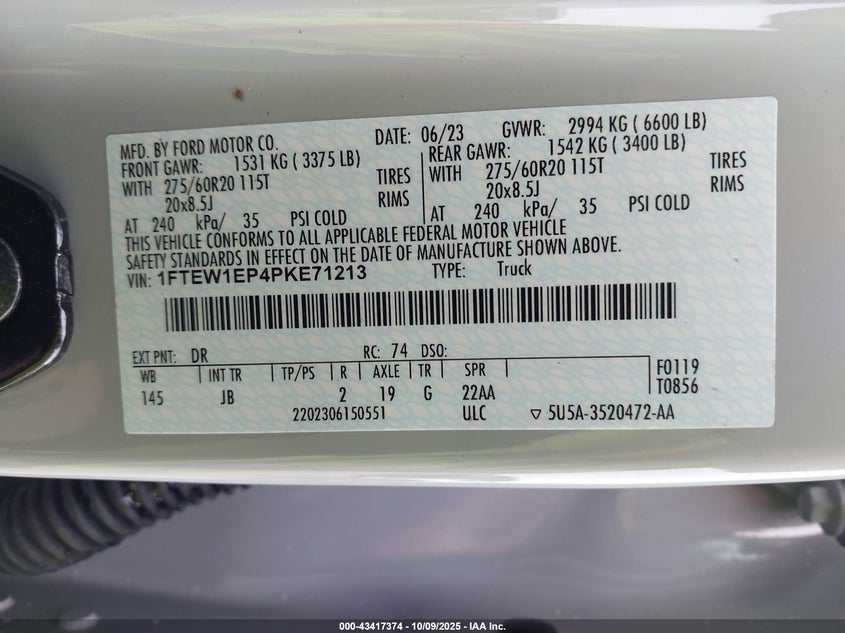 MFD. BY FORD MOTOR CO.
DATE: 06/23 GVWR: 2994 KG ( 6600 LB)
FRONT GAWR: 1531 KG ( 3375 LB)
WITH 275/60R20 115T TIRES
20x8.5J RIMS
AT 240 kPa/ 35 PSI COLD
REAR GAWR: 1542 KG ( 3400 LB)
WITH 275/60R20 115T TIRES
20x8.5J RIMS
AT 240 kPa/ 35 PSI COLD
THIS VEHICLE CONFORMS TO ALL APPLICABLE FEDERAL MOTOR VEHICLE
SAFETY STANDARDS IN EFFECT ON THE DATE OF MANUFACTURE SHOWN ABOVE.
VIN: 1FTEW1EP4PKE71213 TYPE: Truck
EXT PNT: DR RC: 74 DSO:
WB INT TR TP/PS R AXLE TR SPR F0119
145 JB 2 19 G 22AA T0856
2202306150551 ULC ▽ 5U5A-3520472-AA
000-43417374 - 10/09/2025 - IAA Inc.